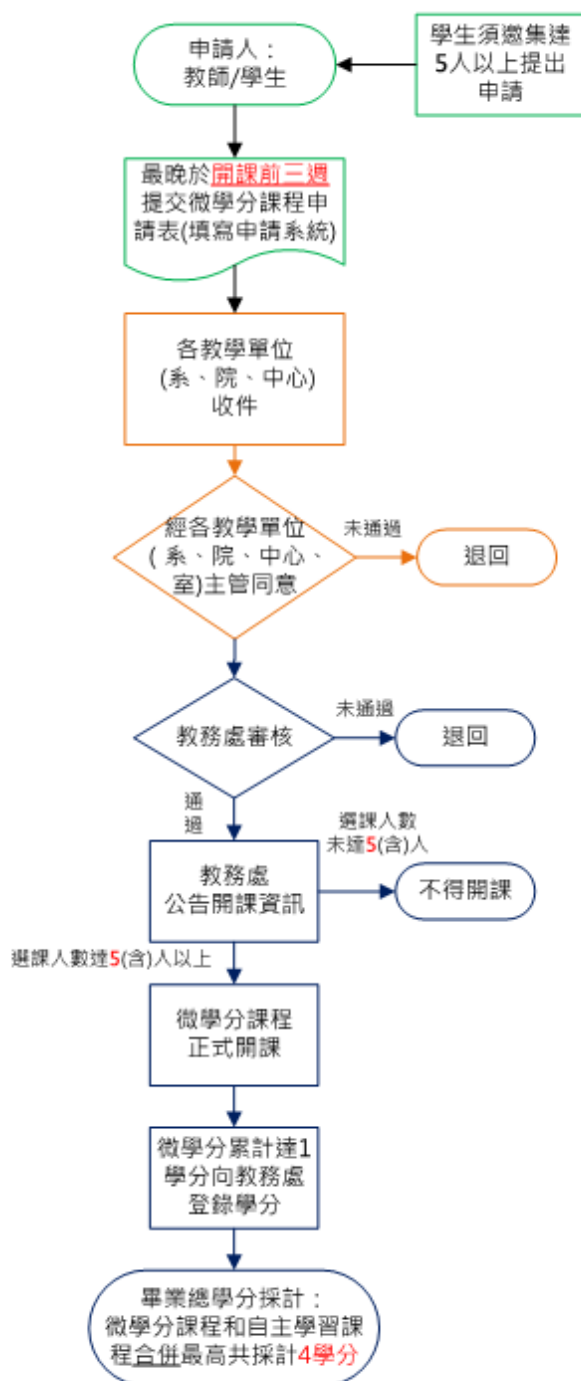 申請人：
教師/學生
學生須邀集達
5人以上提出
申請
最晚於開課前三週
提交微學分課程申
請表(填寫申請系統)
各教學單位
(系、院、中心)
收件
經各教學單位
( 系、院、中心、
室)主管同意
未通過
退回
教務處審核
未通過
退回
通
過
教務處
公告開課資訊
選課人數
未達5(含)人
不得開課
選課人數達5(含)人以上
微學分課程
正式開課
微學分累計達1
學分向教務處
登錄學分
畢業總學分採計：
微學分課程和自主學習課
程合併最高共採計4學分